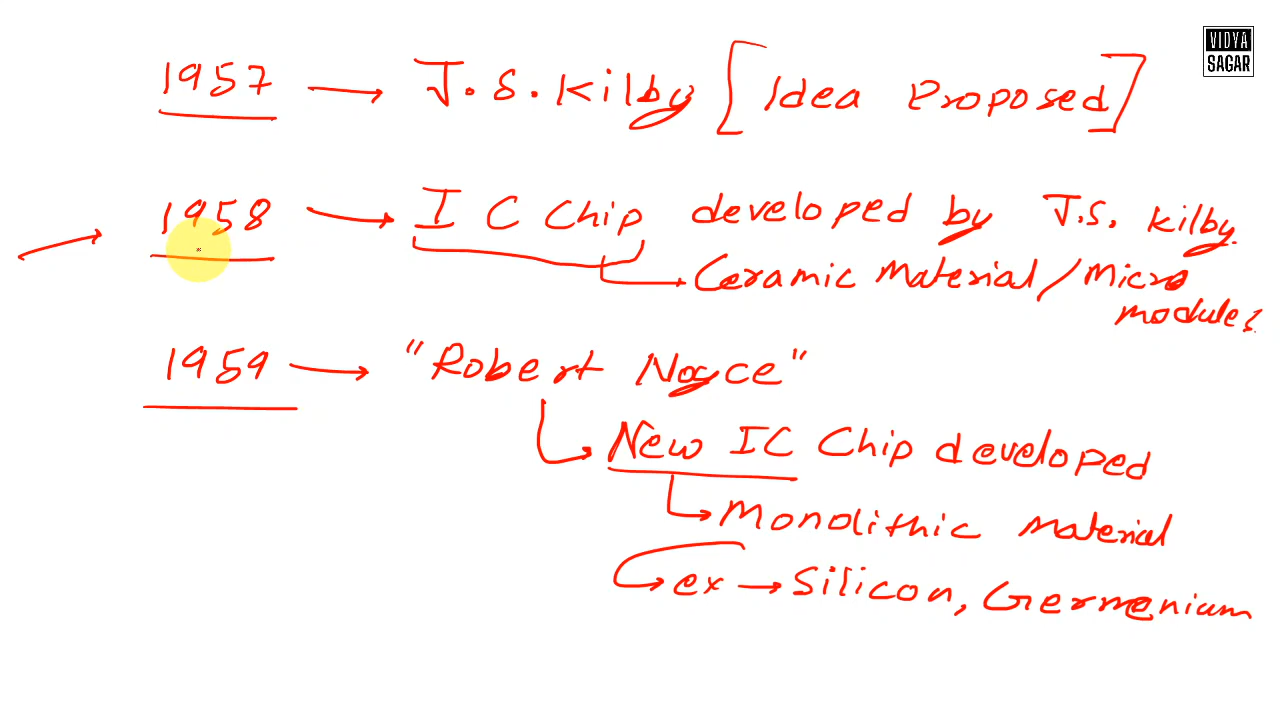 VIDYA
SAGAR
1957 → J.S.Kilby [Idea Proposed]
1958 → IC Chip developed by J.S. Kilby.
Ceramic Material/Micro
modules.
1959 → "Robert Noyce"
New IC Chip developed
Monolithic material
ex → Silicon, Germenium